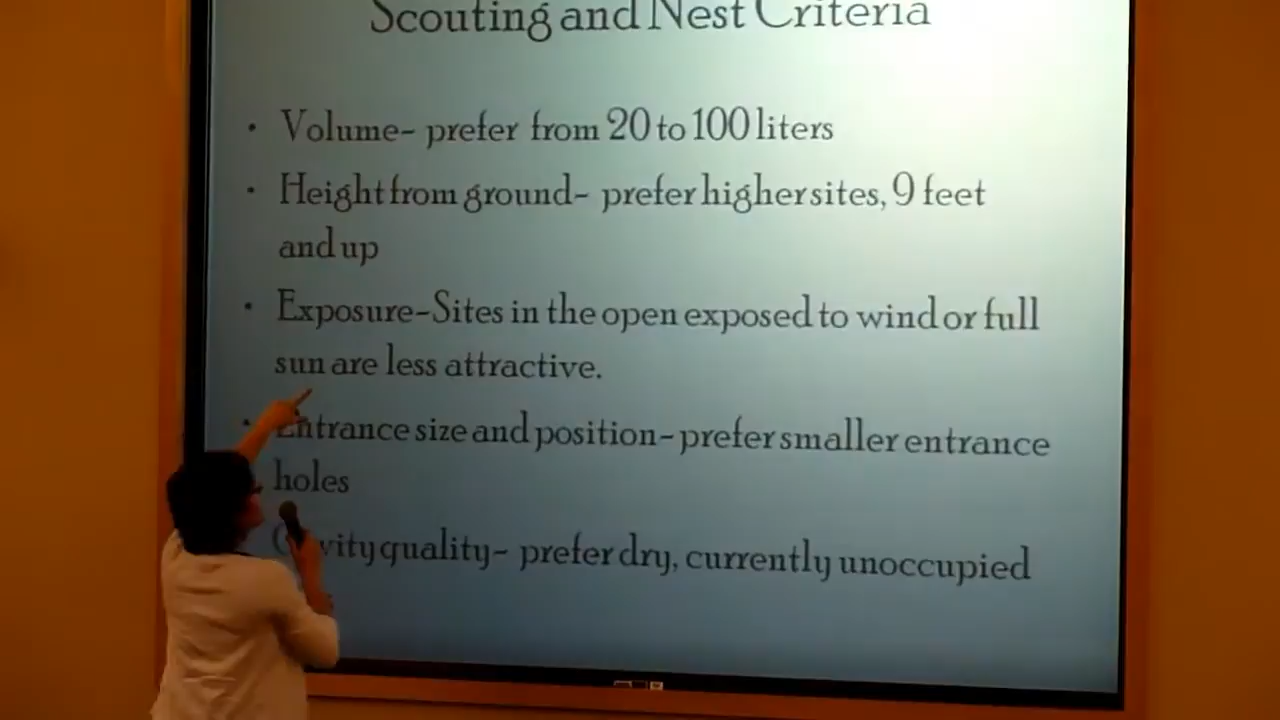 Scouting and Nest Criteria
• Volume- prefer from 20 to 100 liters
• Height from ground- prefer higher sites, 9 feet
and up
• Exposure-Sites in the open exposed to wind or full
sun are less attractive.
• Entrance size and position- prefer smaller entrance
holes
Cavity quality- prefer dry, currently unoccupied